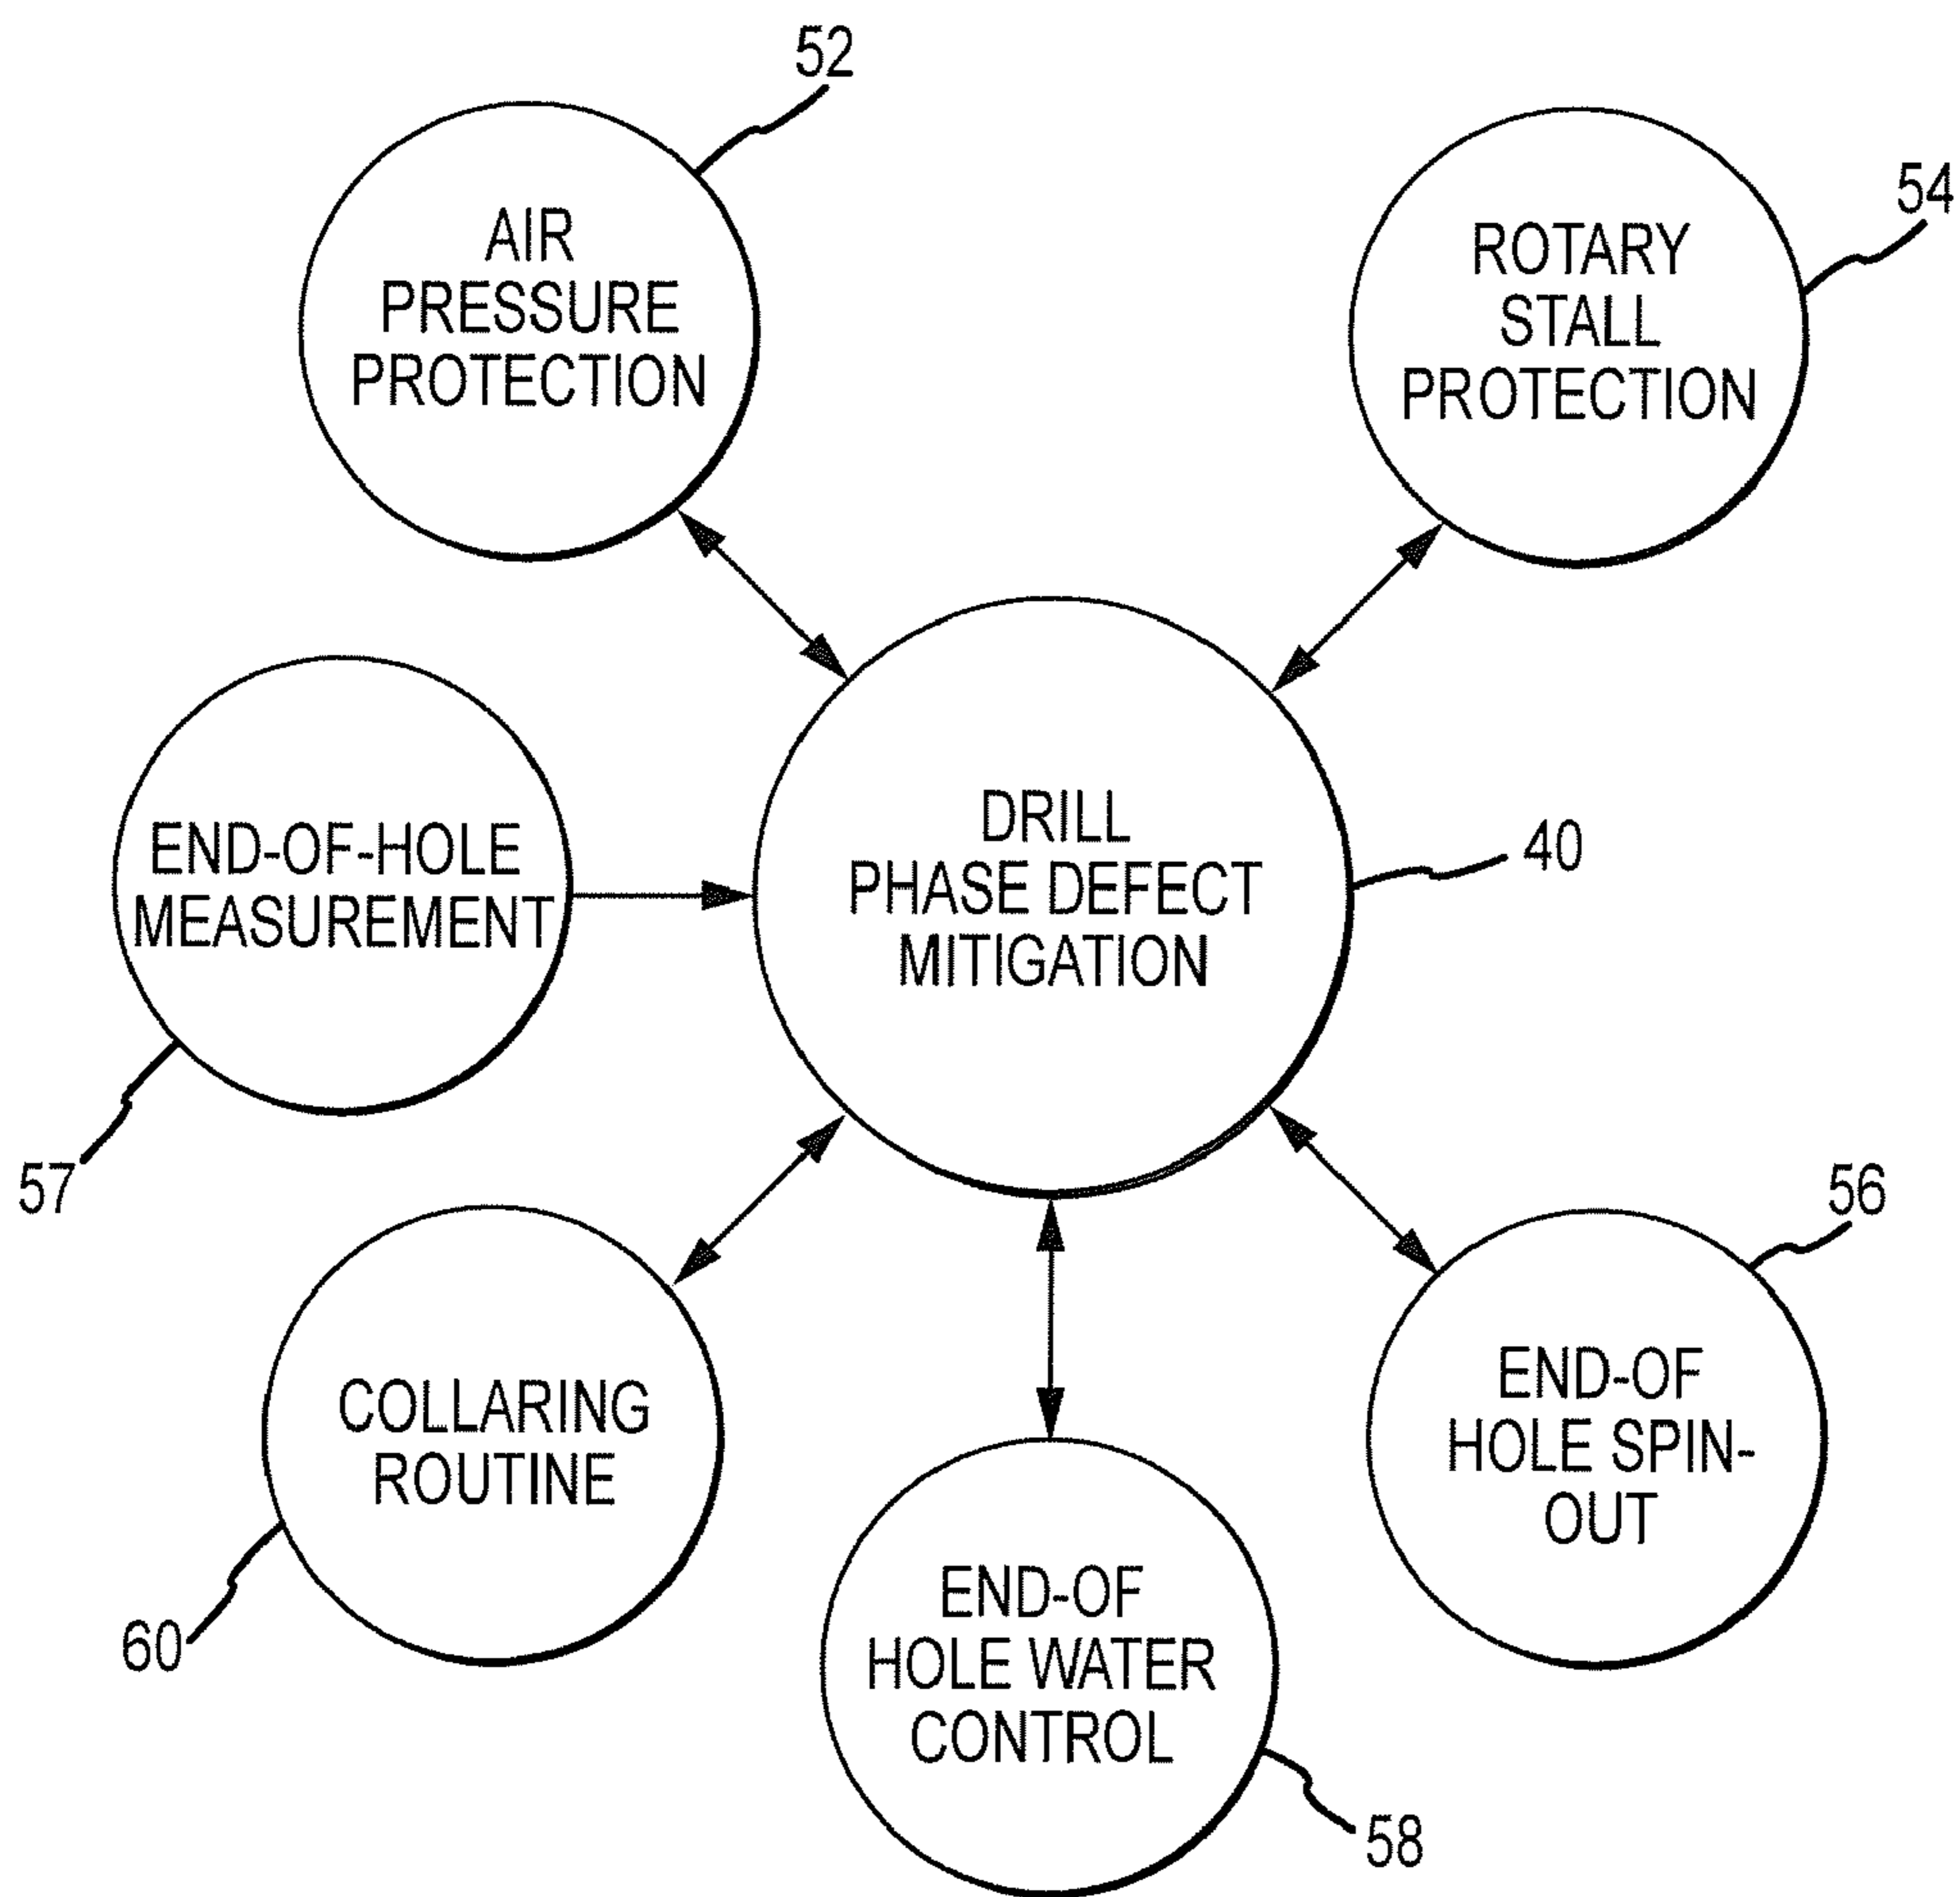 52
AIR
PRESSURE
PROTECTION
54
ROTARY
STALL
PROTECTION
END-OF-HOLE
MEASUREMENT
57
DRILL
PHASE DEFECT
MITIGATION
40
56
END-OF
HOLE SPIN-
OUT
COLLARING
ROUTINE
60
END-OF
HOLE WATER
CONTROL
58